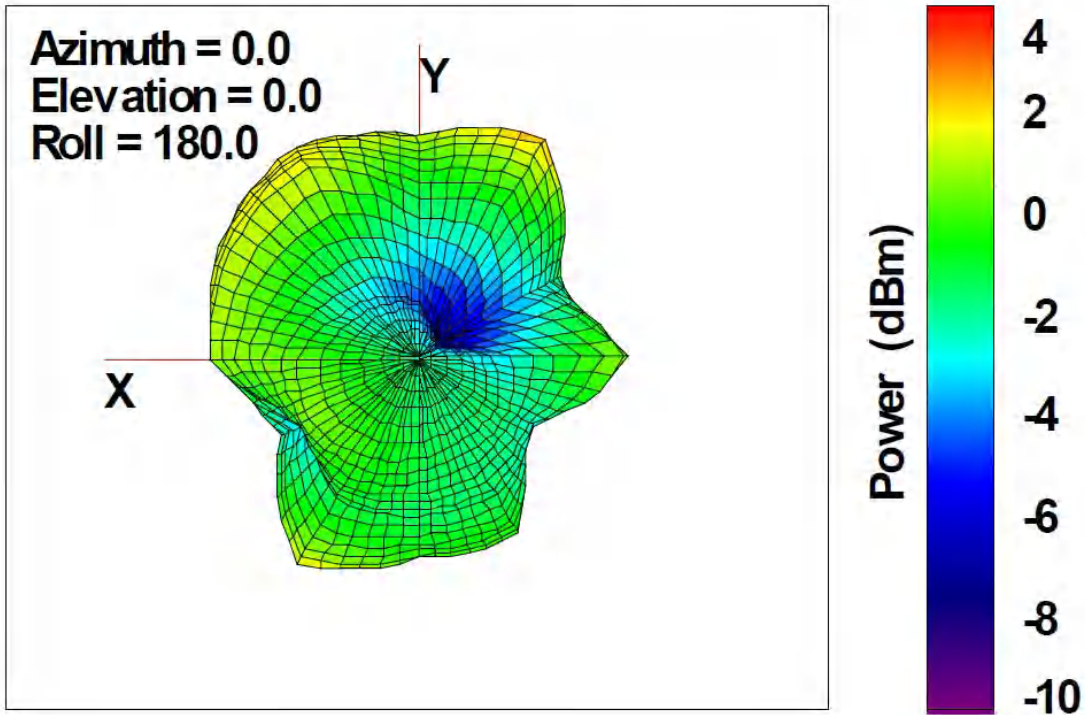 Azimuth = 0.0
Elevation = 0.0
Roll = 180.0
Y
X
Power (dBm)
4
2
0
-2
-4
-6
-8
-10